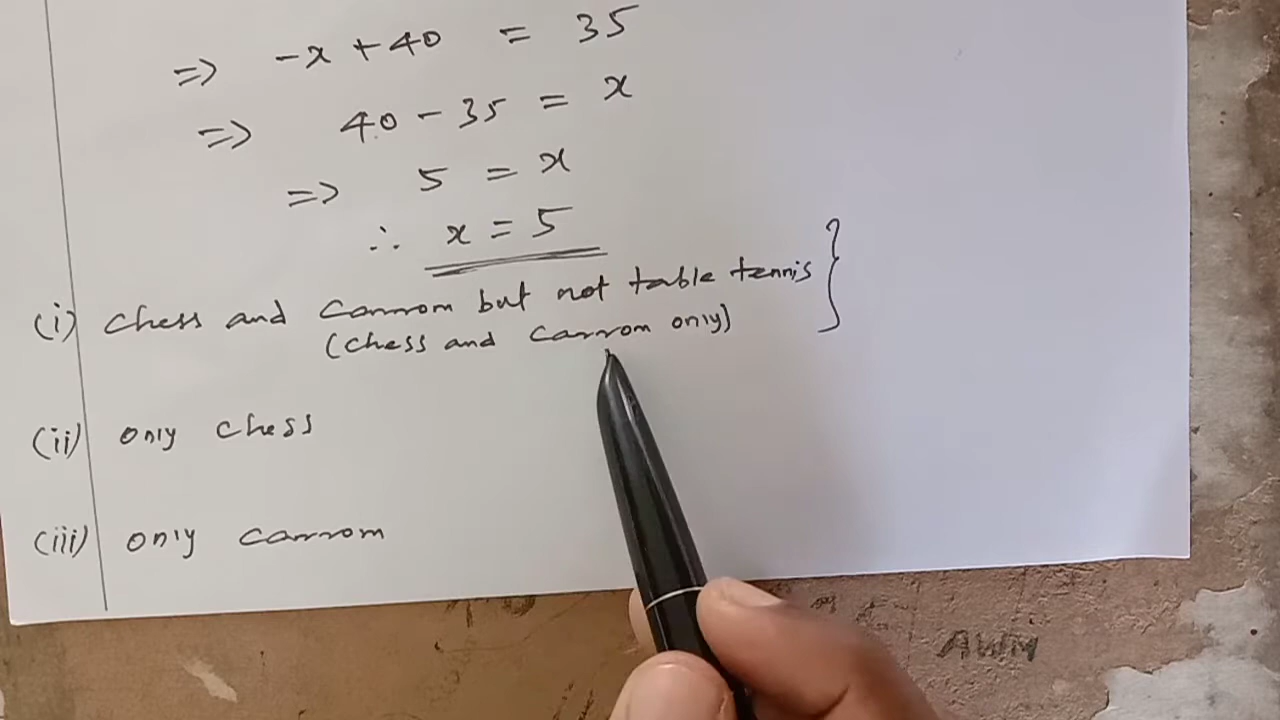 => -x + 40 = 35
=> 40 - 35 = x
=> 5 = x
∴ x = 5
(i) Chess and Carrom but not table tennis }
(Chess and Carrom only)
(ii) only chess
(iii) only carrom
AWM